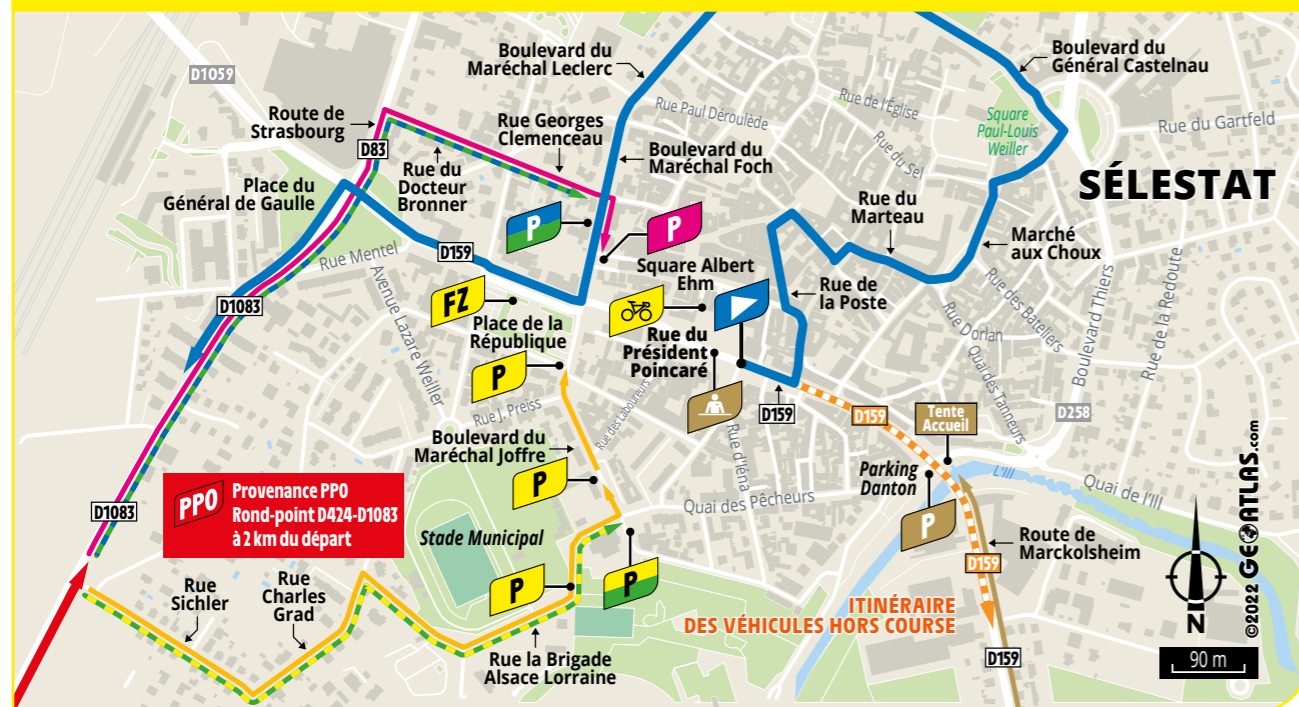 D1059
Boulevard du
Maréchal Leclerc
Boulevard du
Général Castelnau
Route de
Strasbourg
Rue Georges
Clemenceau
Rue Paul Déroulède
Rue de l'Église
Square
Paul-Louis
Weiller
Rue du Gartfeld
D83
Rue du
Docteur
Bronner
Boulevard du
Maréchal Foch
Rue du Sel
SÉLESTAT
Place du
Général de Gaulle
Rue du
Marteau
P
P
Marché
aux Choux
Rue Mentel
D159
Square Albert
Ehm
Rue de
la Poste
Rue des Bateliers
Boulevard Thiers
Rue de la Redoute
D1083
Avenue Lazare Weiller
FZ
Place de la
République
Rue du
Président
Poincaré
Rue Dorlan
Quai des Tanneurs
P
Rue J. Preiss
Rue des Laboureurs
D159
D159
Tente
Accueil
D258
Boulevard du
Maréchal Joffre
Rue d'Iéna
Parking
Danton
L'Ill
Quai de l'Ill
PPO
Provenance PPO
Rond-point D424-D1083
à 2 km du départ
D1083
P
Quai des Pêcheurs
Stade Municipal
P
Route de
Marckolsheim
D159
Rue
Sichler
Rue
Charles
Grad
P
P
ITINÉRAIRE
DES VÉHICULES HORS COURSE
N
Rue la Brigade
Alsace Lorraine
D159
90 m
©2022 GEOATLAS.com